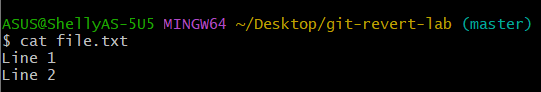 ASUS@ShellyAS-5U5 MINGW64 ~/Desktop/git-revert-lab (master)
$ cat file.txt
Line 1
Line 2